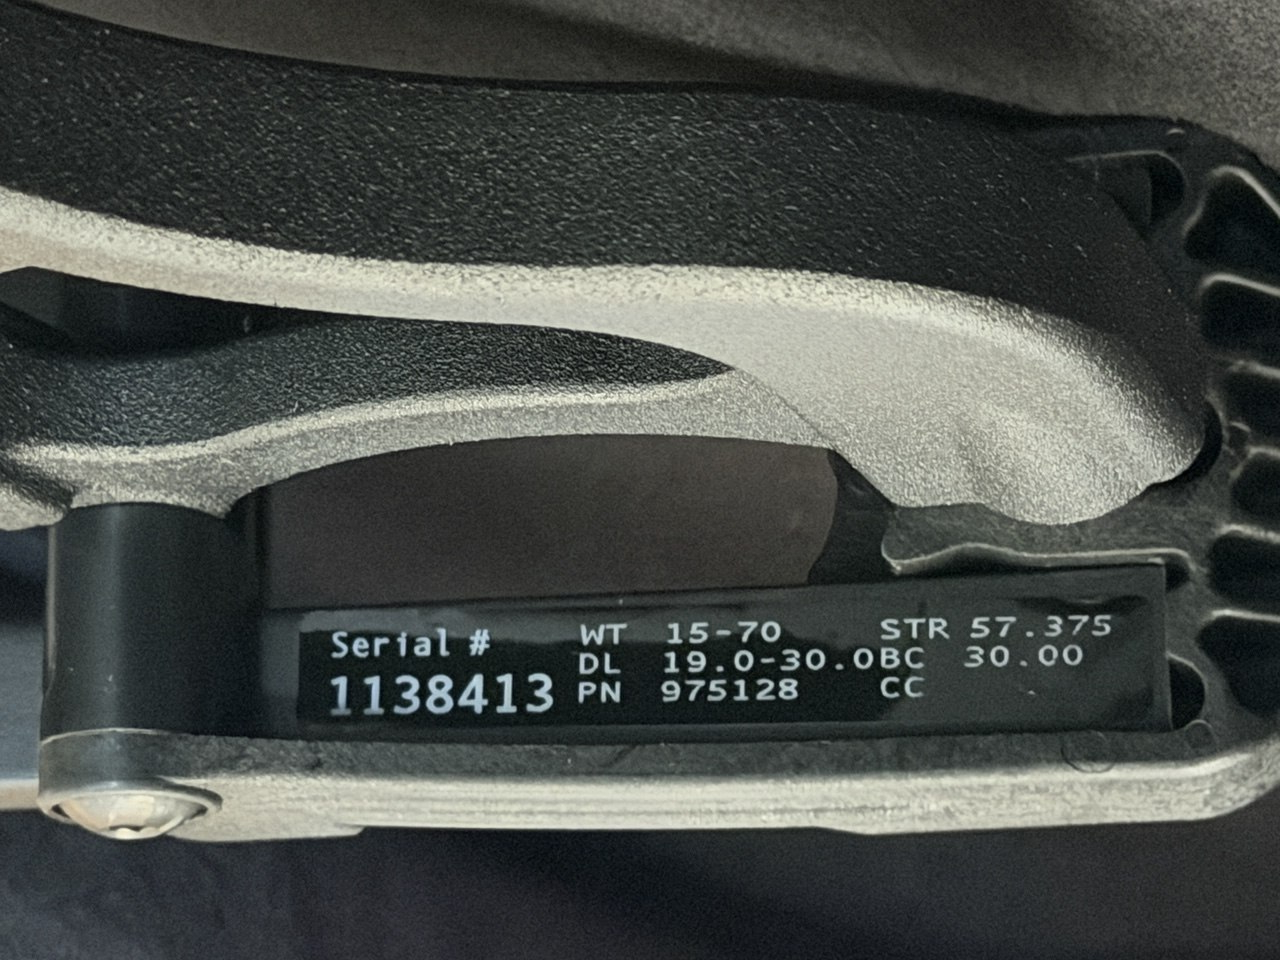 Serial #
1138413
WT 15-70 STR 57.375
DL 19.0-30.0BC 30.00
PN 975128 CC